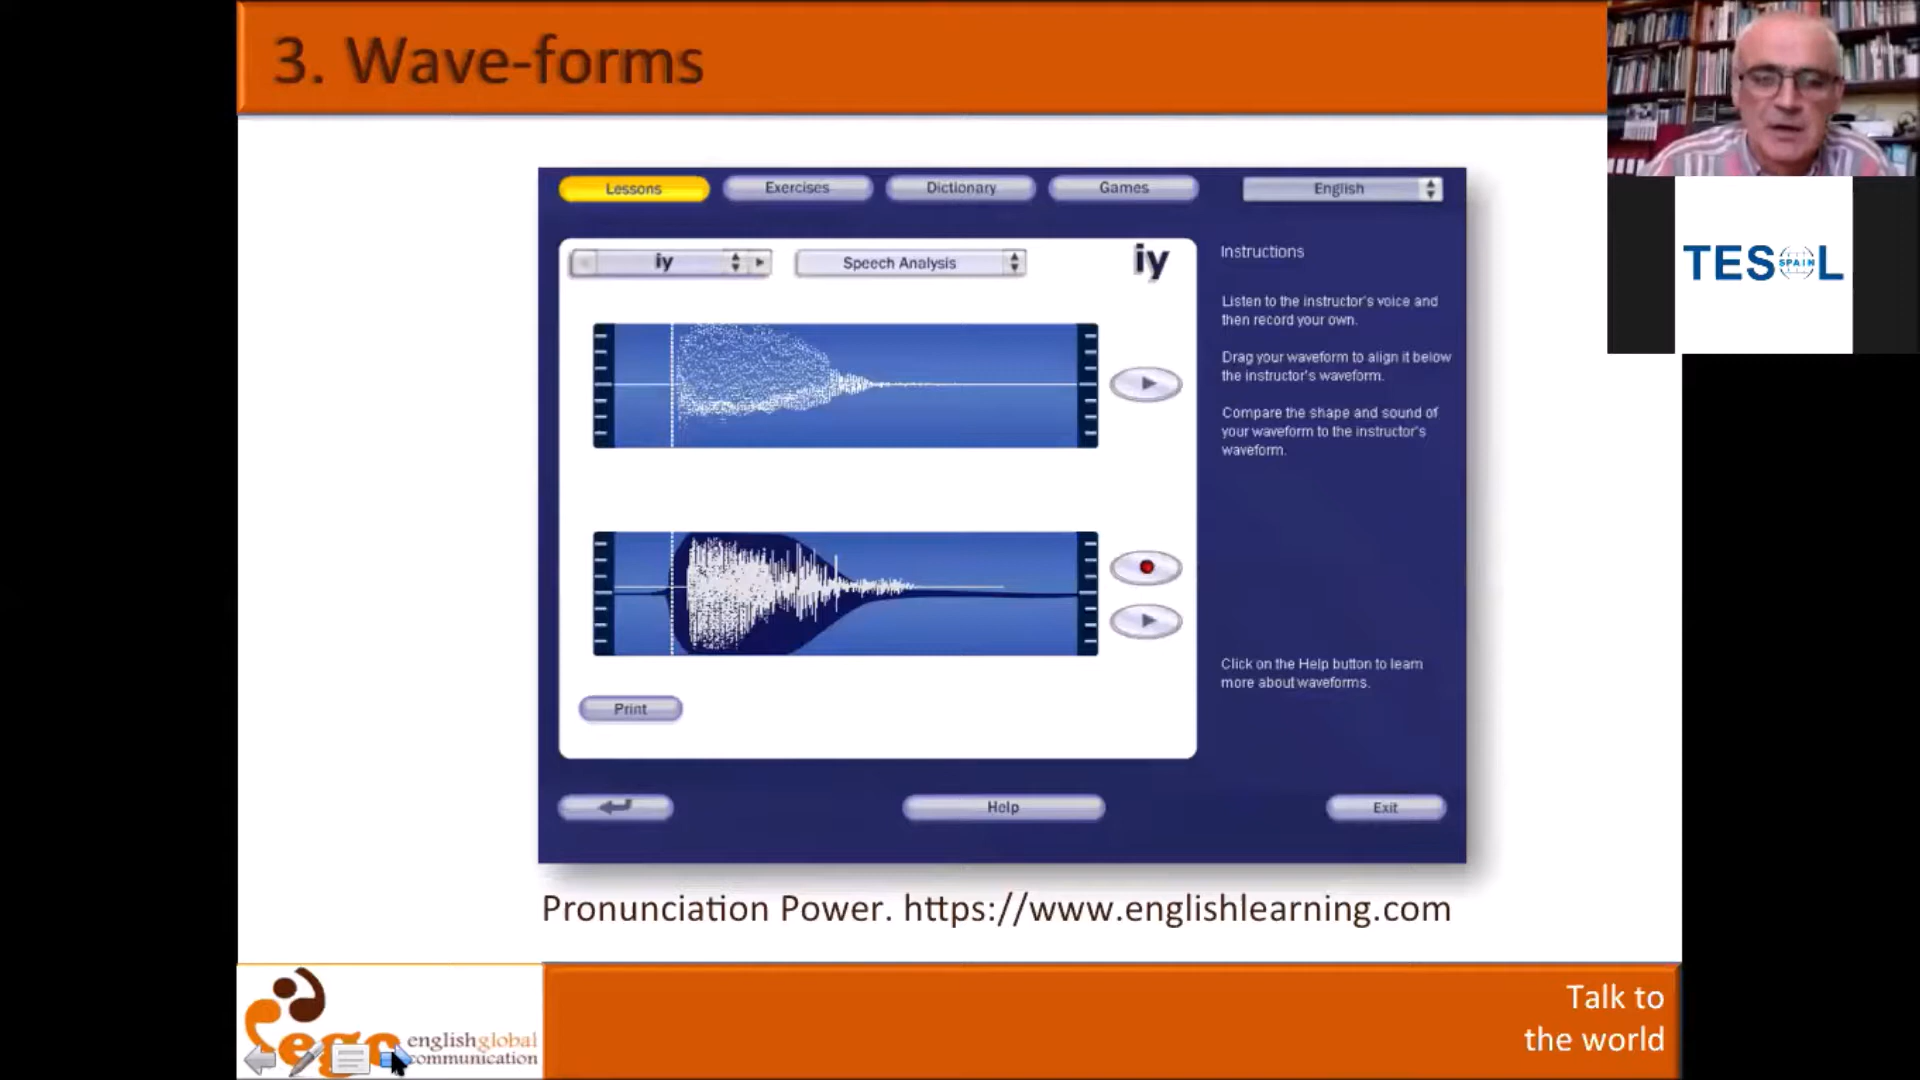 3. Wave-forms
Lessons
Exercises
Dictionary
Games
English
iy
Speech Analysis
iy
Instructions
Listen to the instructor's voice and
then record your own.
Drag your waveform to align it below
the instructor's waveform.
Compare the shape and sound of
your waveform to the instructor's
waveform.
Click on the Help button to learn
more about waveforms.
Print
Help
Exit
Pronunciation Power. https://www.englishlearning.com
TESOL
SPAIN
ego
englishglobal
communication
Talk to
the world